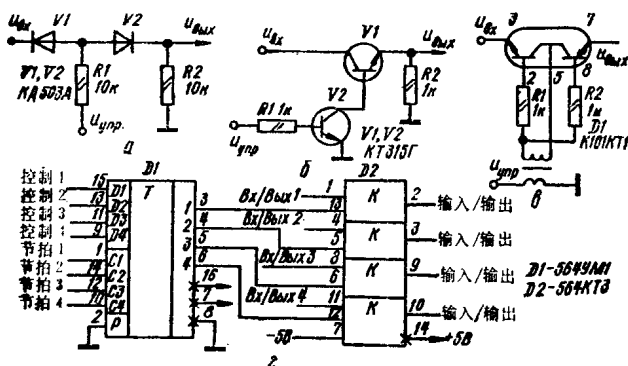 Uвх V1 V2 Uвых
V1,V2
КД503А
R1
10к
R2
10к
Uупр.
а
Uвх V1 Uвых
R1 1к
V2
R2
1к
Uупр
V1,V2
КТ315Г
б
Uвх 3 7
Uвых
2 5 8
R1
1к
R2
1м
D1
К101КТ1
Uупр
в
控制 1 15 D1
控制 2 13 D2
控制 3 11 D3
控制 4 9 D4
节拍 1 1 C1
节拍 2 14 C2
节拍 3 12 C3
节拍 4 10 C4
2 P
D1
T
1 3
2 4
3 5
4 6
16
7
8
D2
Вх/Вых 1 1 К 2 输入/输出
13
Вх/Вых 2 4 К 3 输入/输出
5
Вх/Вых 3 8 К 9 输入/输出
6
Вх/Вых 4 11 К 10 输入/输出
12
-5В 7 14 +5В
D1-564УМ1
D2-564КТ3
г